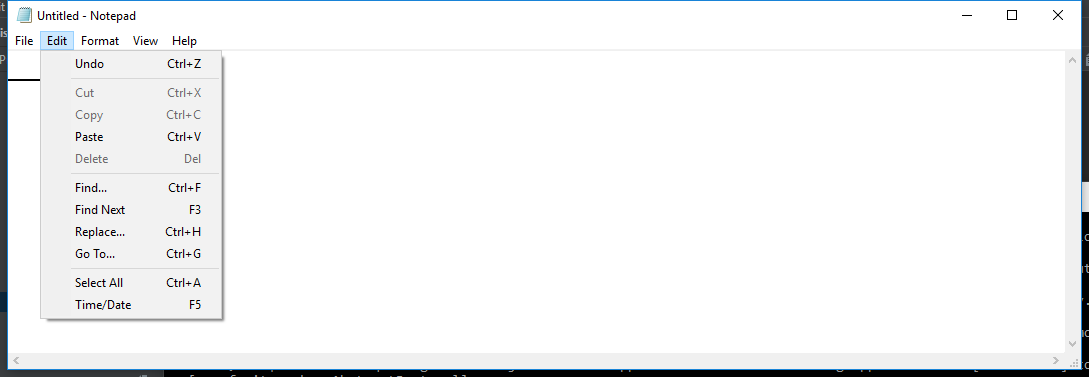 Untitled - Notepad
File Edit Format View Help
Undo Ctrl+Z
Cut Ctrl+X
Copy Ctrl+C
Paste Ctrl+V
Delete Del
Find... Ctrl+F
Find Next F3
Replace... Ctrl+H
Go To... Ctrl+G
Select All Ctrl+A
Time/Date F5